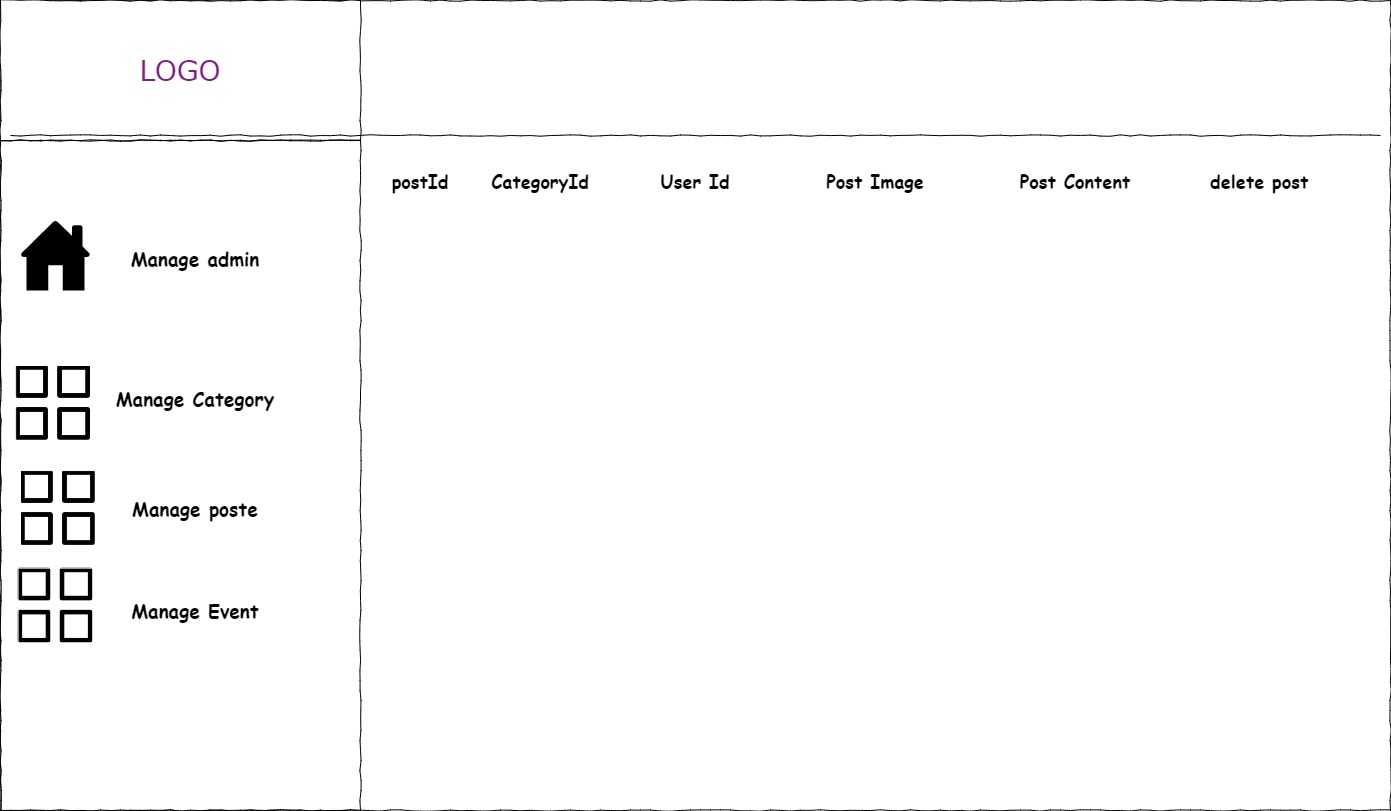 LOGO
postId CategoryId User Id Post Image Post Content delete post
Manage admin
Manage Category
Manage poste
Manage Event